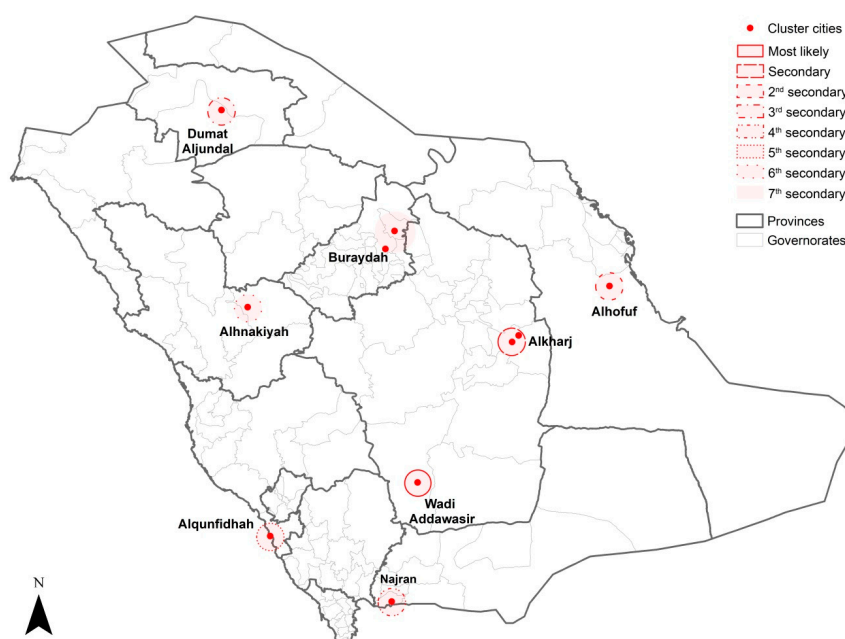 Cluster cities
Most likely
Secondary
2nd secondary
3rd secondary
4th secondary
5th secondary
6th secondary
7th secondary
Provinces
Governorates
Dumat
Aljundal
Buraydah
Alhnakiyah
Alhofuf
Alkharj
Wadi
Addawasir
Alqunfidhah
Najran
N